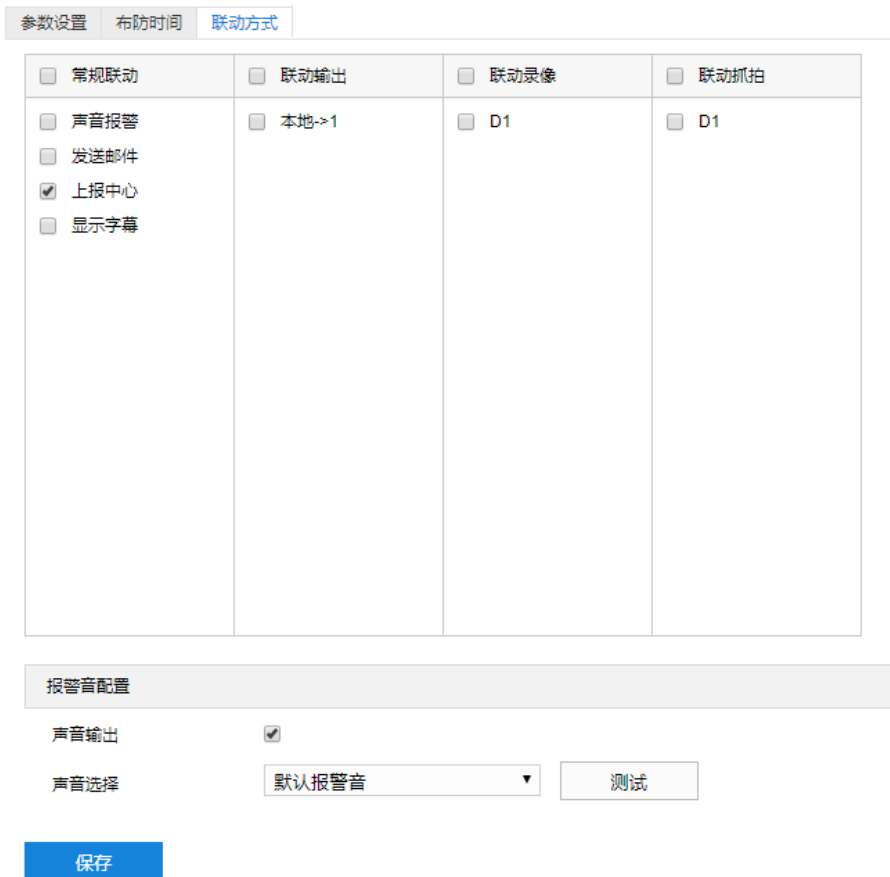 参数设置 布防时间 联动方式
常规联动 联动输出 联动录像 联动抓拍
声音报警 本地->1 D1 D1
发送邮件
上报中心
显示字幕
报警音配置
声音输出
声音选择 默认报警音 测试
保存